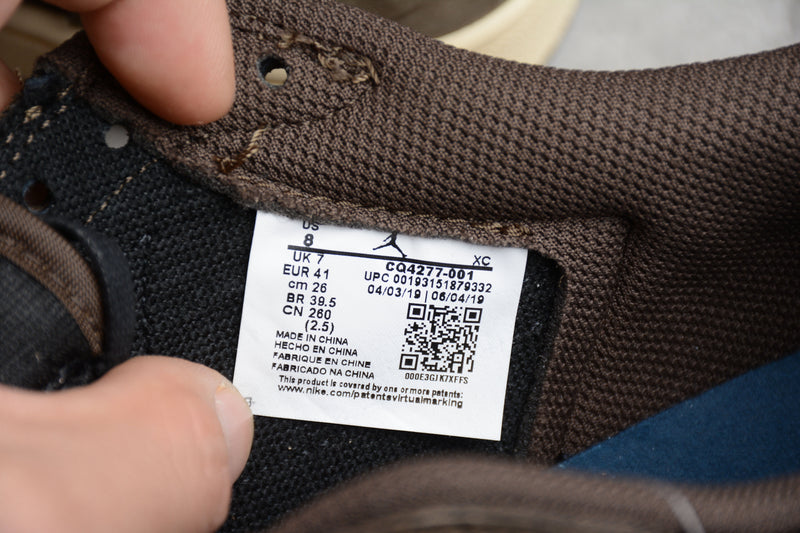 US
8
XC
UK 7
EUR 41
cm 26
BR 39.5
CN 260
(2.5)
CQ4277-001
UPC 00193151879332
04/03/19 | 06/04/19
000E3GJK7XFFS
MADE IN CHINA
HECHO EN CHINA
FABRIQUE EN CHINE
FABRICADO NA CHINA
This product is covered by one or more patents:
www.nike.com/patentsvirtualmarking